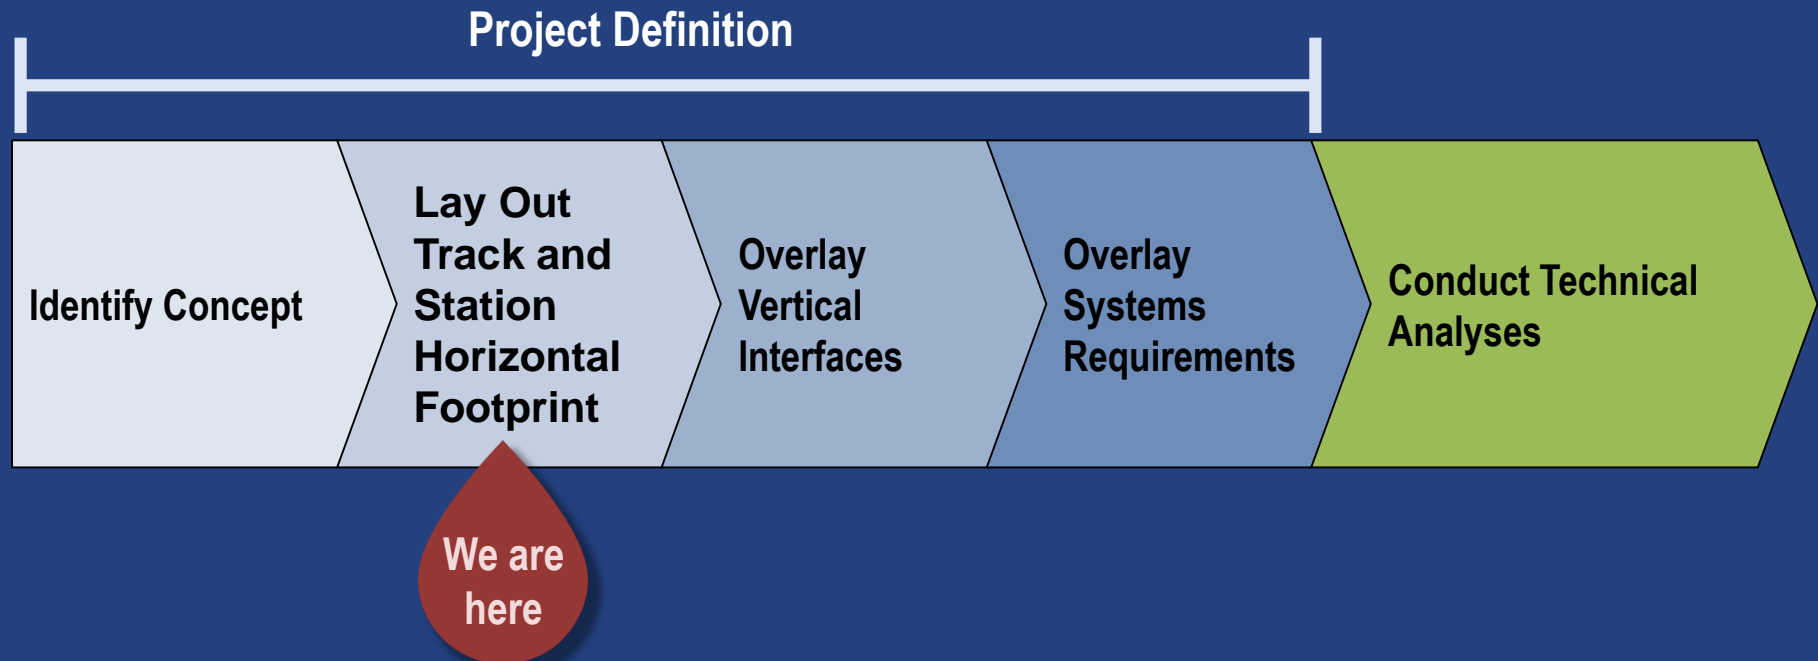 Project Definition
Identify Concept
Lay Out
Track and
Station
Horizontal
Footprint
Overlay
Vertical
Interfaces
Overlay
Systems
Requirements
Conduct Technical
Analyses
We are
here